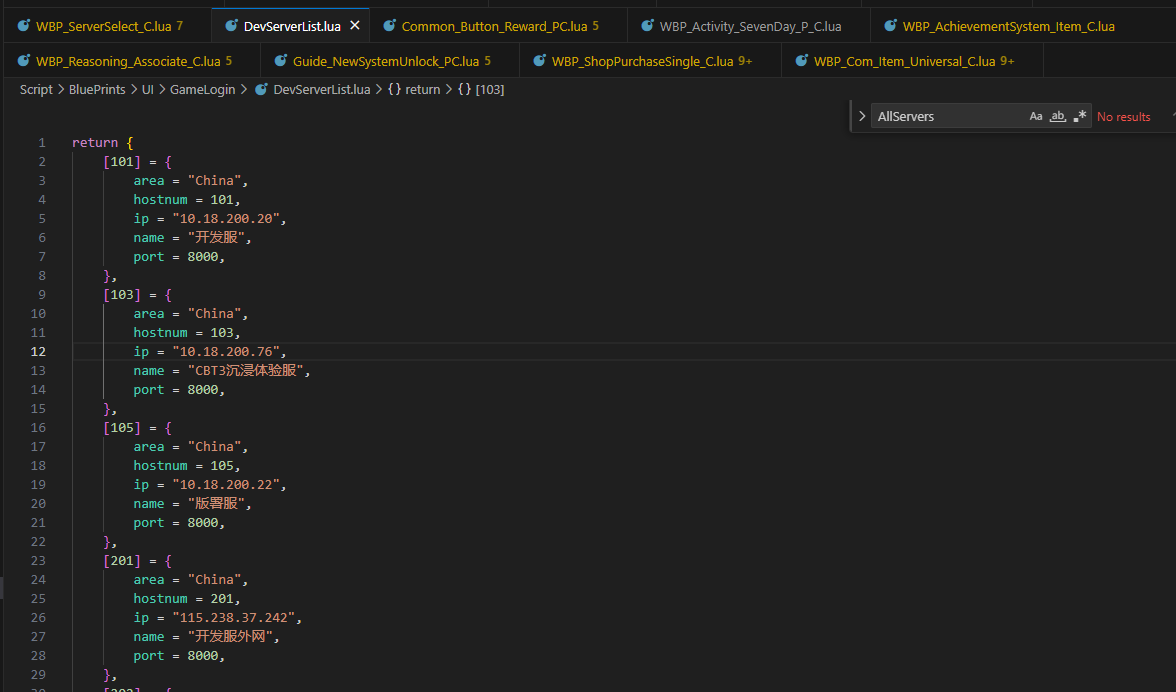 WBP_ServerSelect_C.lua 7
DevServerList.lua
Common_Button_Reward_PC.lua 5
WBP_Activity_SevenDay_P_C.lua
WBP_AchievementSystem_Item_C.lua
WBP_Reasoning_Associate_C.lua 5
Guide_NewSystemUnlock_PC.lua 5
WBP_ShopPurchaseSingle_C.lua 9+
WBP_Com_Item_Universal_C.lua 9+
Script > BluePrints > UI > GameLogin > DevServerList.lua > {} return > {} [103]
AllServers Aa ab .* No results
1 return {
2 [101] = {
3 area = "China",
4 hostnum = 101,
5 ip = "10.18.200.20",
6 name = "开发服",
7 port = 8000,
8 },
9 [103] = {
10 area = "China",
11 hostnum = 103,
12 ip = "10.18.200.76",
13 name = "CBT3沉浸体验服",
14 port = 8000,
15 },
16 [105] = {
17 area = "China",
18 hostnum = 105,
19 ip = "10.18.200.22",
20 name = "版署服",
21 port = 8000,
22 },
23 [201] = {
24 area = "China",
25 hostnum = 201,
26 ip = "115.238.37.242",
27 name = "开发服外网",
28 port = 8000,
29 },